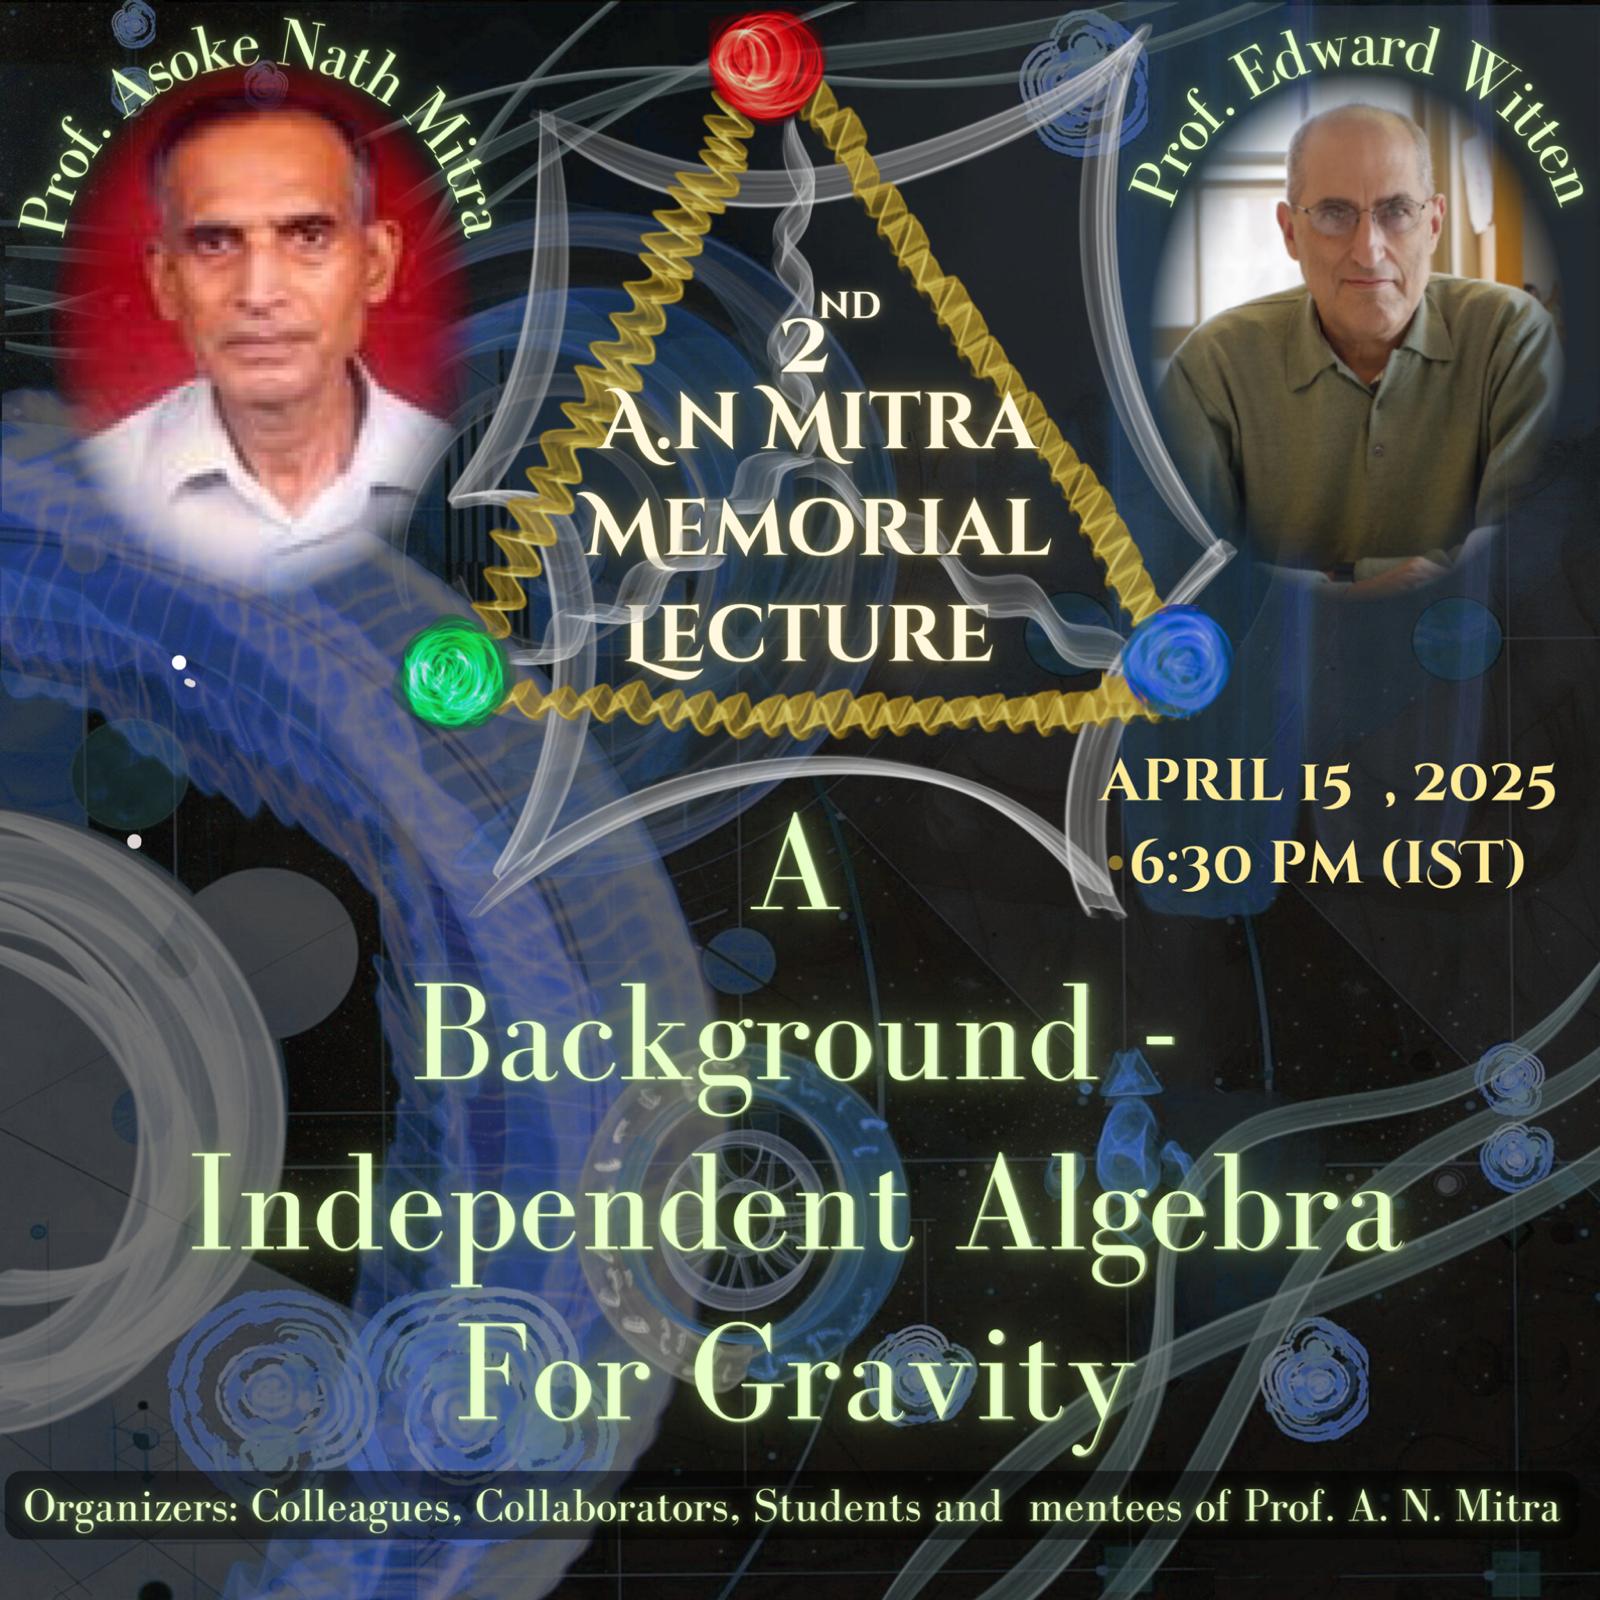 Prof. Asoke Nath Mitra
Prof. Edward Witten
2ND
A.N MITRA
MEMORIAL
LECTURE
APRIL 15 , 2025
6:30 PM (IST)
A
Background -
Independent Algebra
For Gravity
Organizers: Colleagues, Collaborators, Students and mentees of Prof. A. N. Mitra